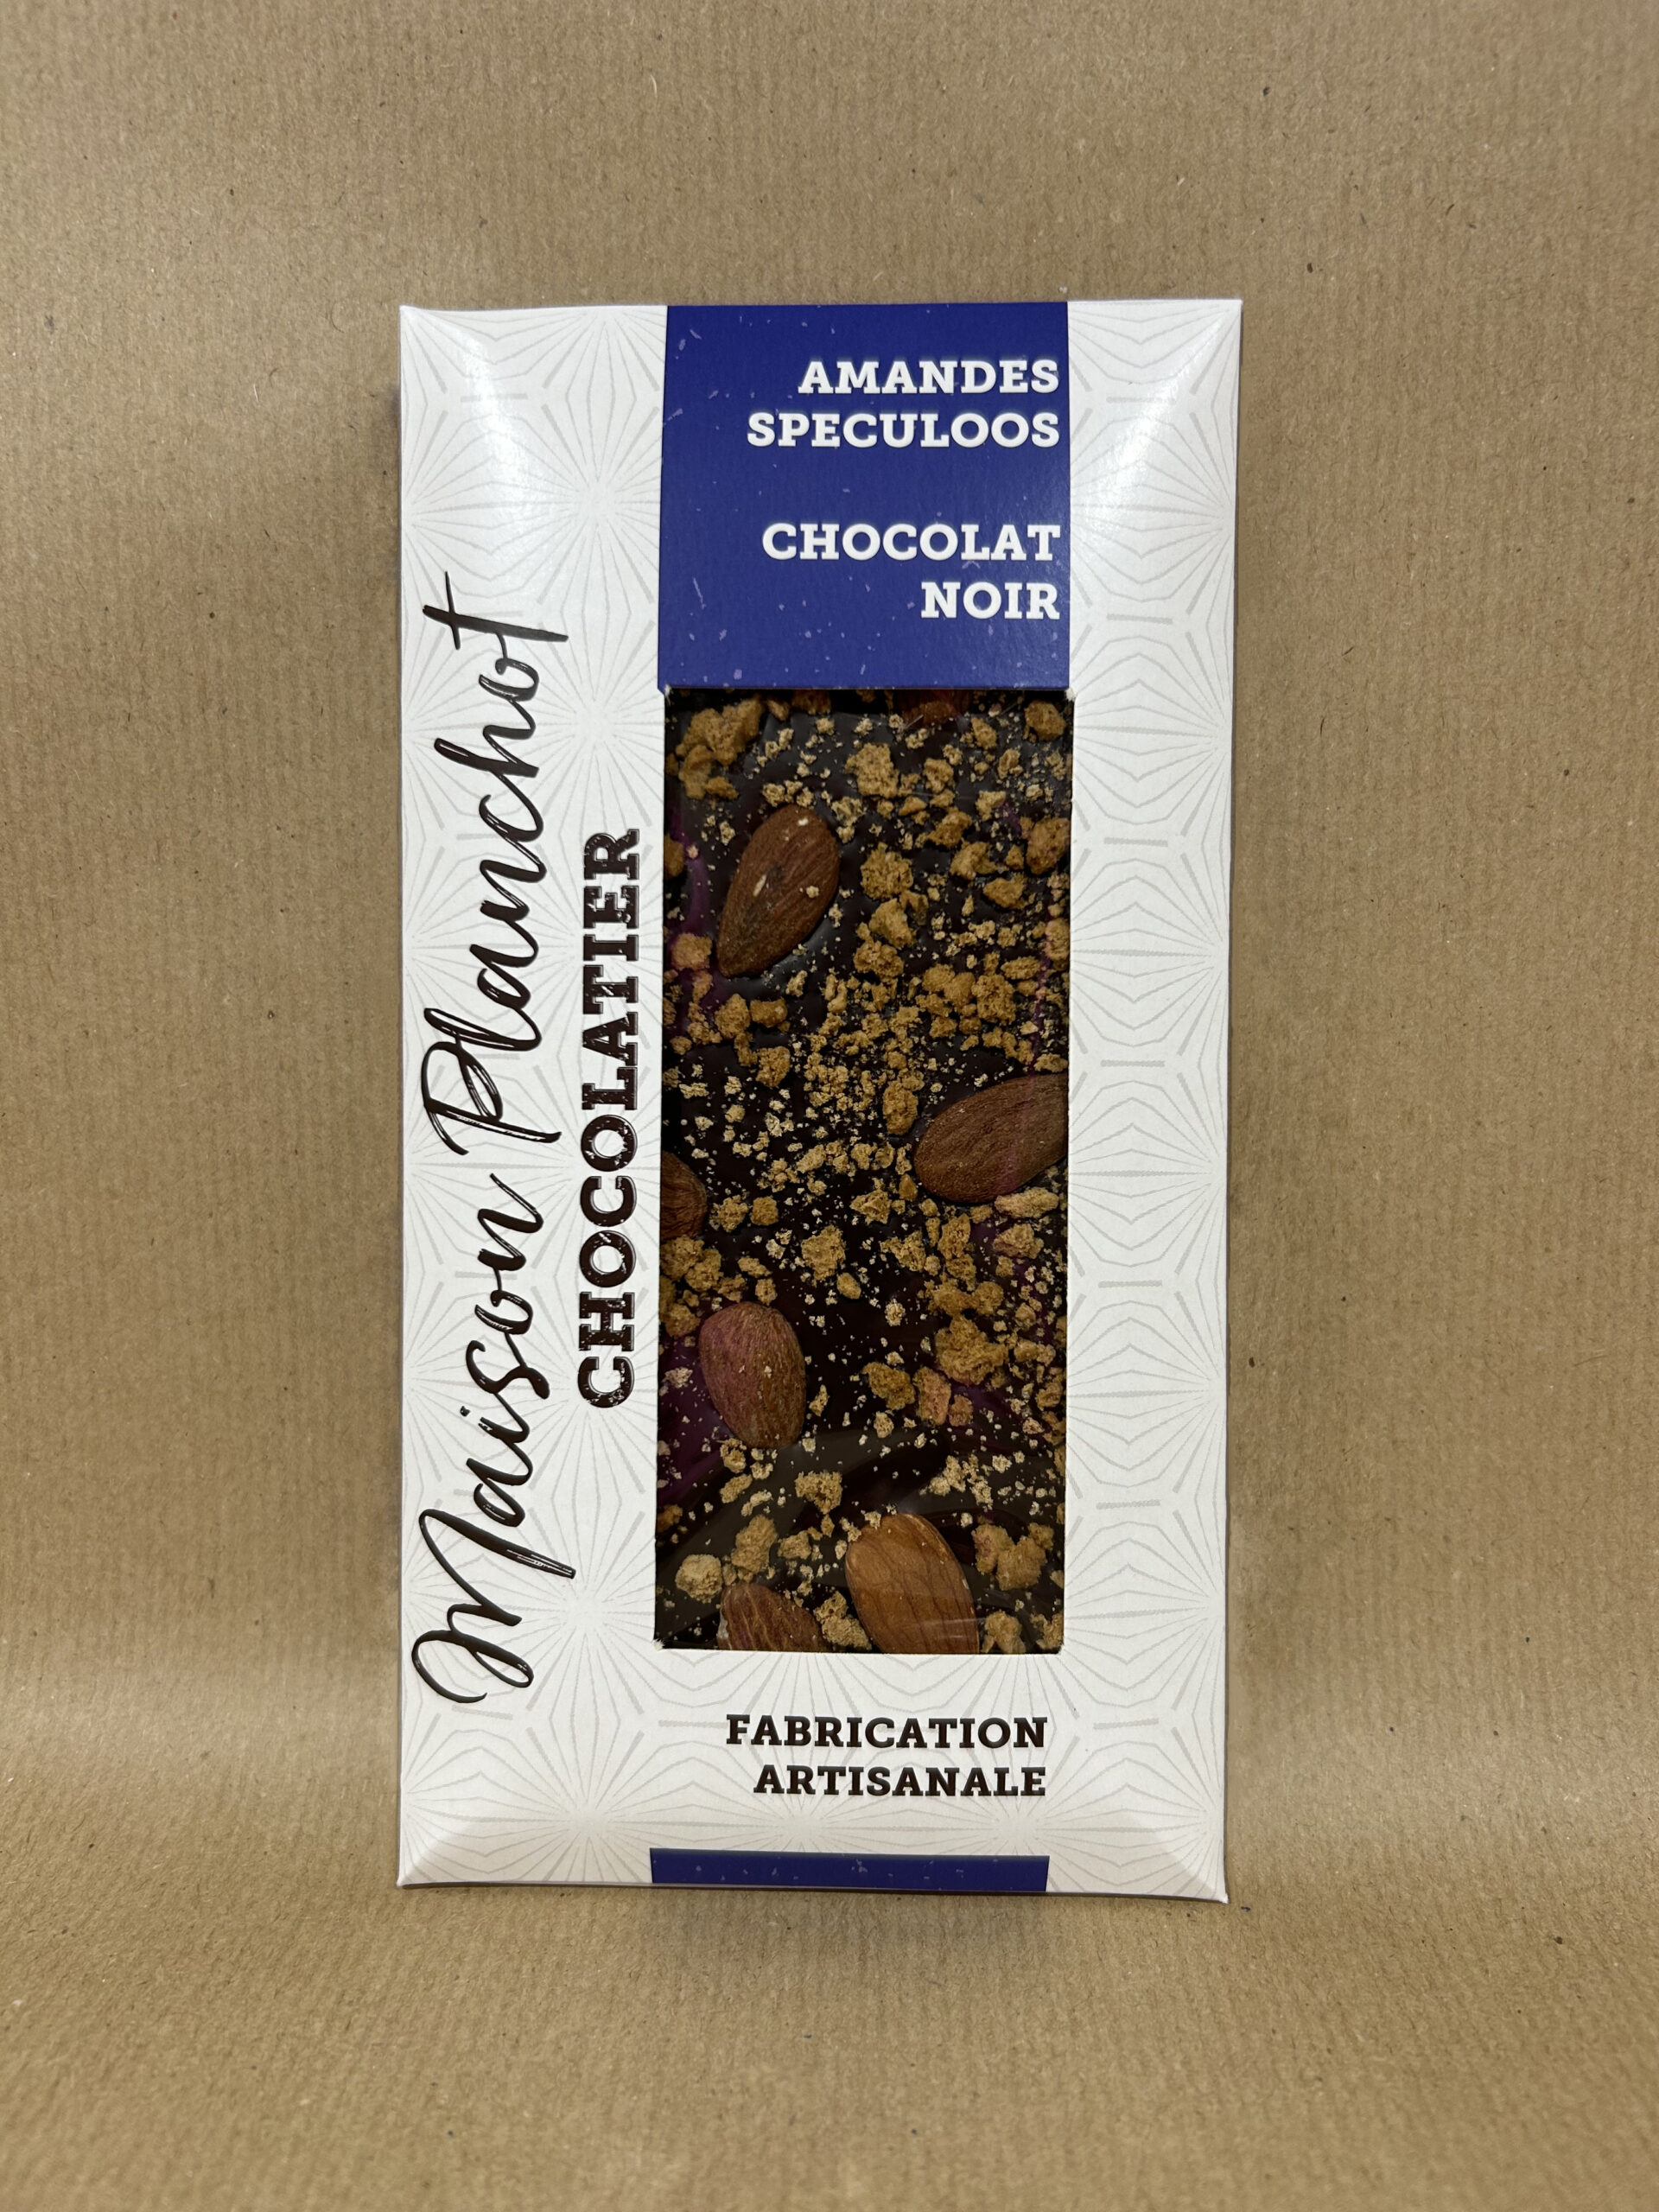 AMANDES
SPECULOOS
CHOCOLAT
NOIR
Maison Planchot
CHOCOLATIER
FABRICATION
ARTISANALE